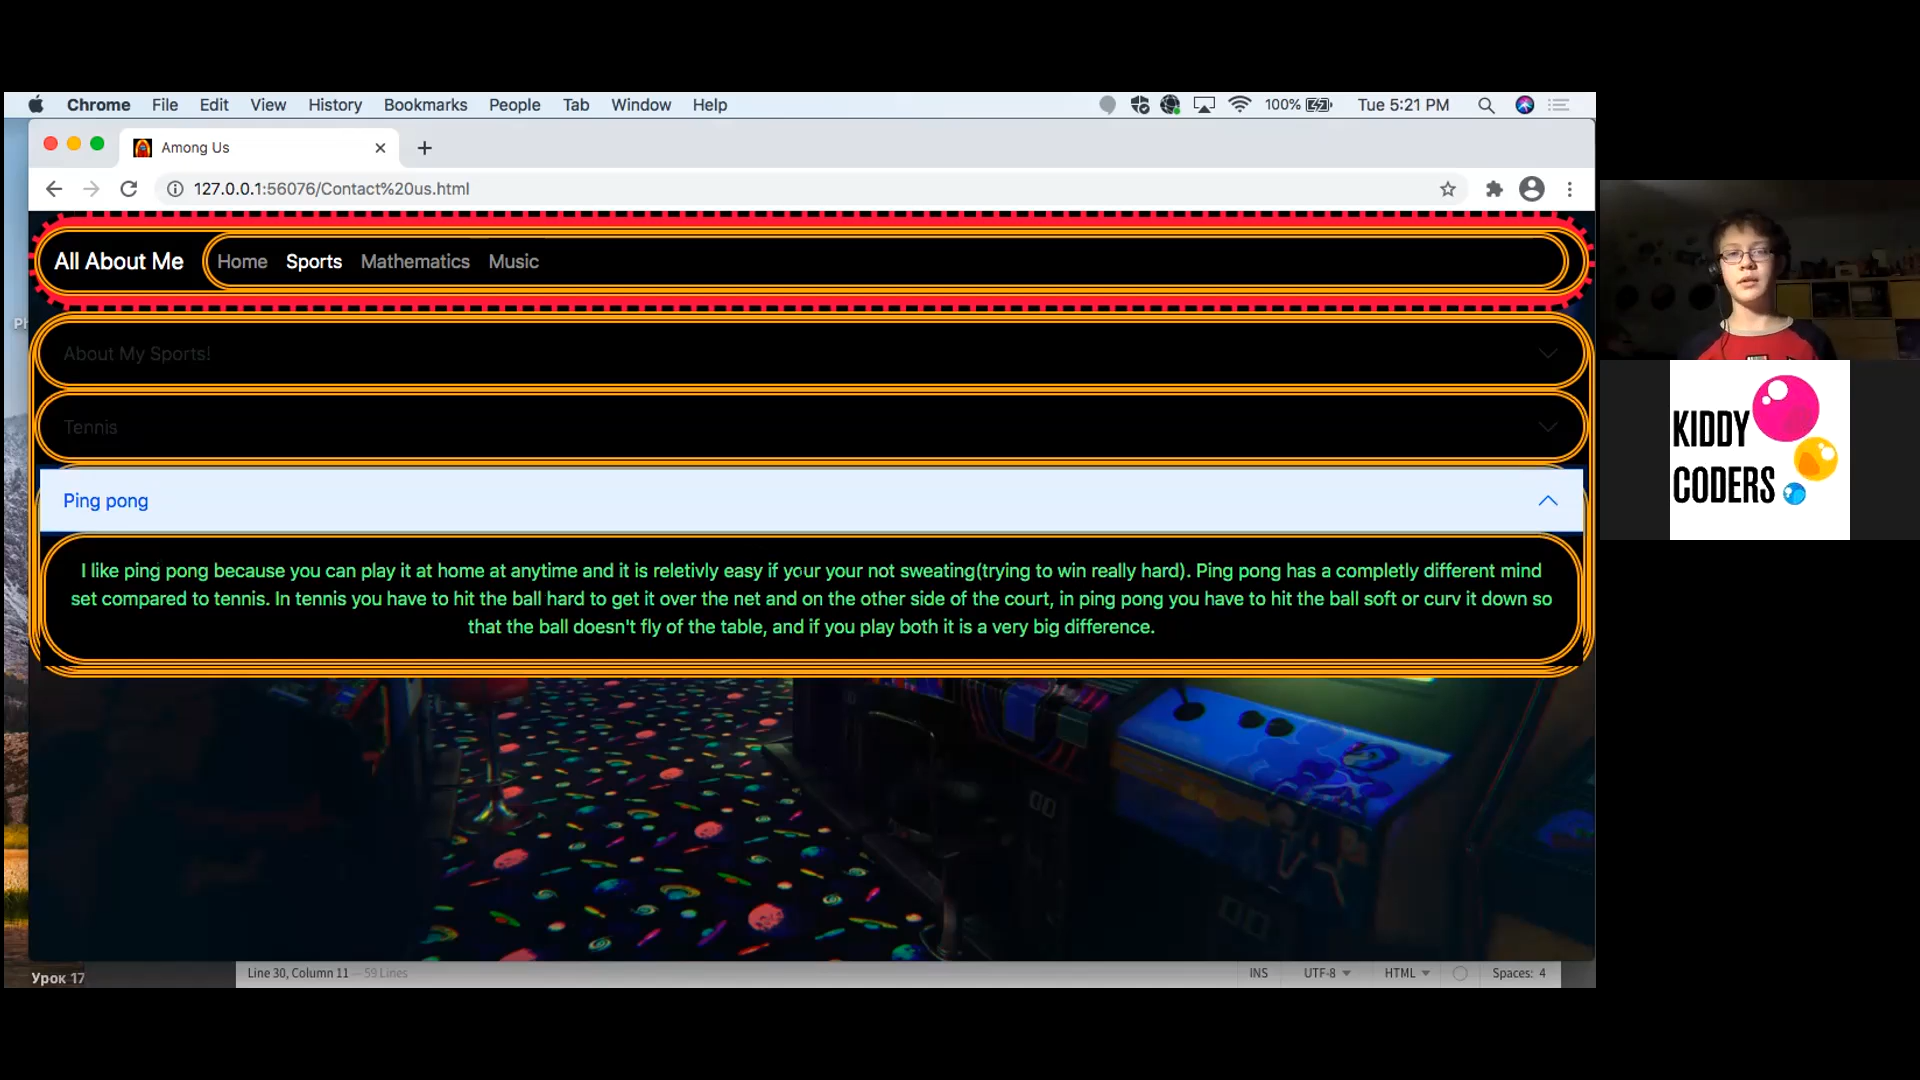 Chrome File Edit View History Bookmarks People Tab Window Help 100% Tue 5:21 PM
Among Us
127.0.0.1:56076/Contact%20us.html
All About Me Home Sports Mathematics Music
About My Sports!
Tennis
Ping pong
I like ping pong because you can play it at home at anytime and it is reletivly easy if your your not sweating(trying to win really hard). Ping pong has a completly different mind
set compared to tennis. In tennis you have to hit the ball hard to get it over the net and on the other side of the court, in ping pong you have to hit the ball soft or curv it down so
that the ball doesn't fly of the table, and if you play both it is a very big difference.
Урок 17
Line 30, Column 11 — 59 Lines INS UTF-8 HTML Spaces: 4
KIDDY
CODERS